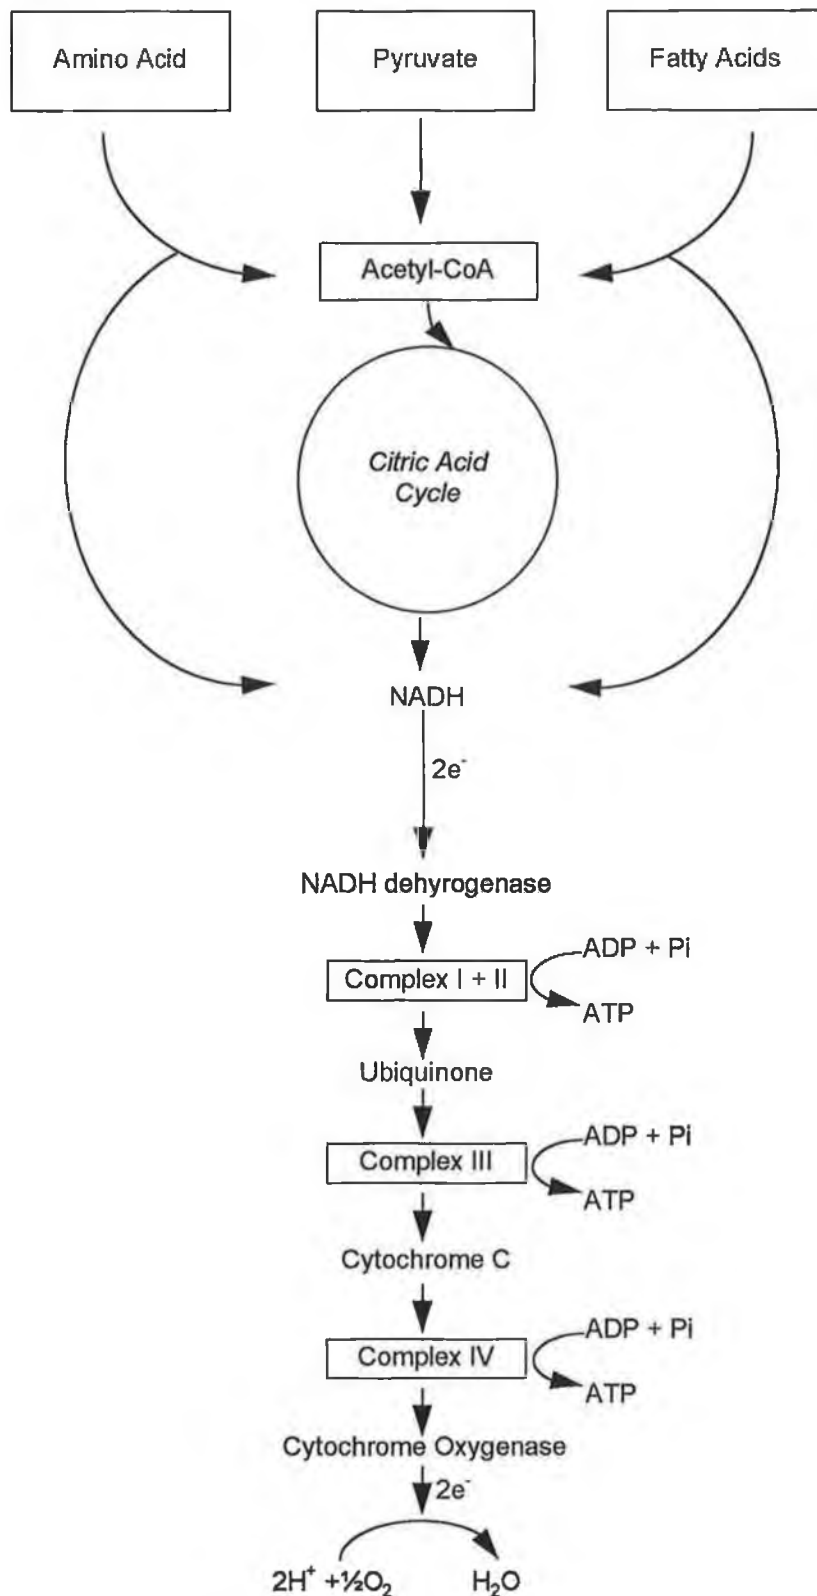 Amino Acid
Pyruvate
Fatty Acids
Acetyl-CoA
Citric Acid
Cycle
NADH
2e⁻
NADH dehyrogenase
ADP + Pi
Complex I + II
ATP
Ubiquinone
ADP + Pi
Complex III
ATP
Cytochrome C
ADP + Pi
Complex IV
ATP
Cytochrome Oxygenase
2e⁻
2H⁺ +½O₂
H₂O